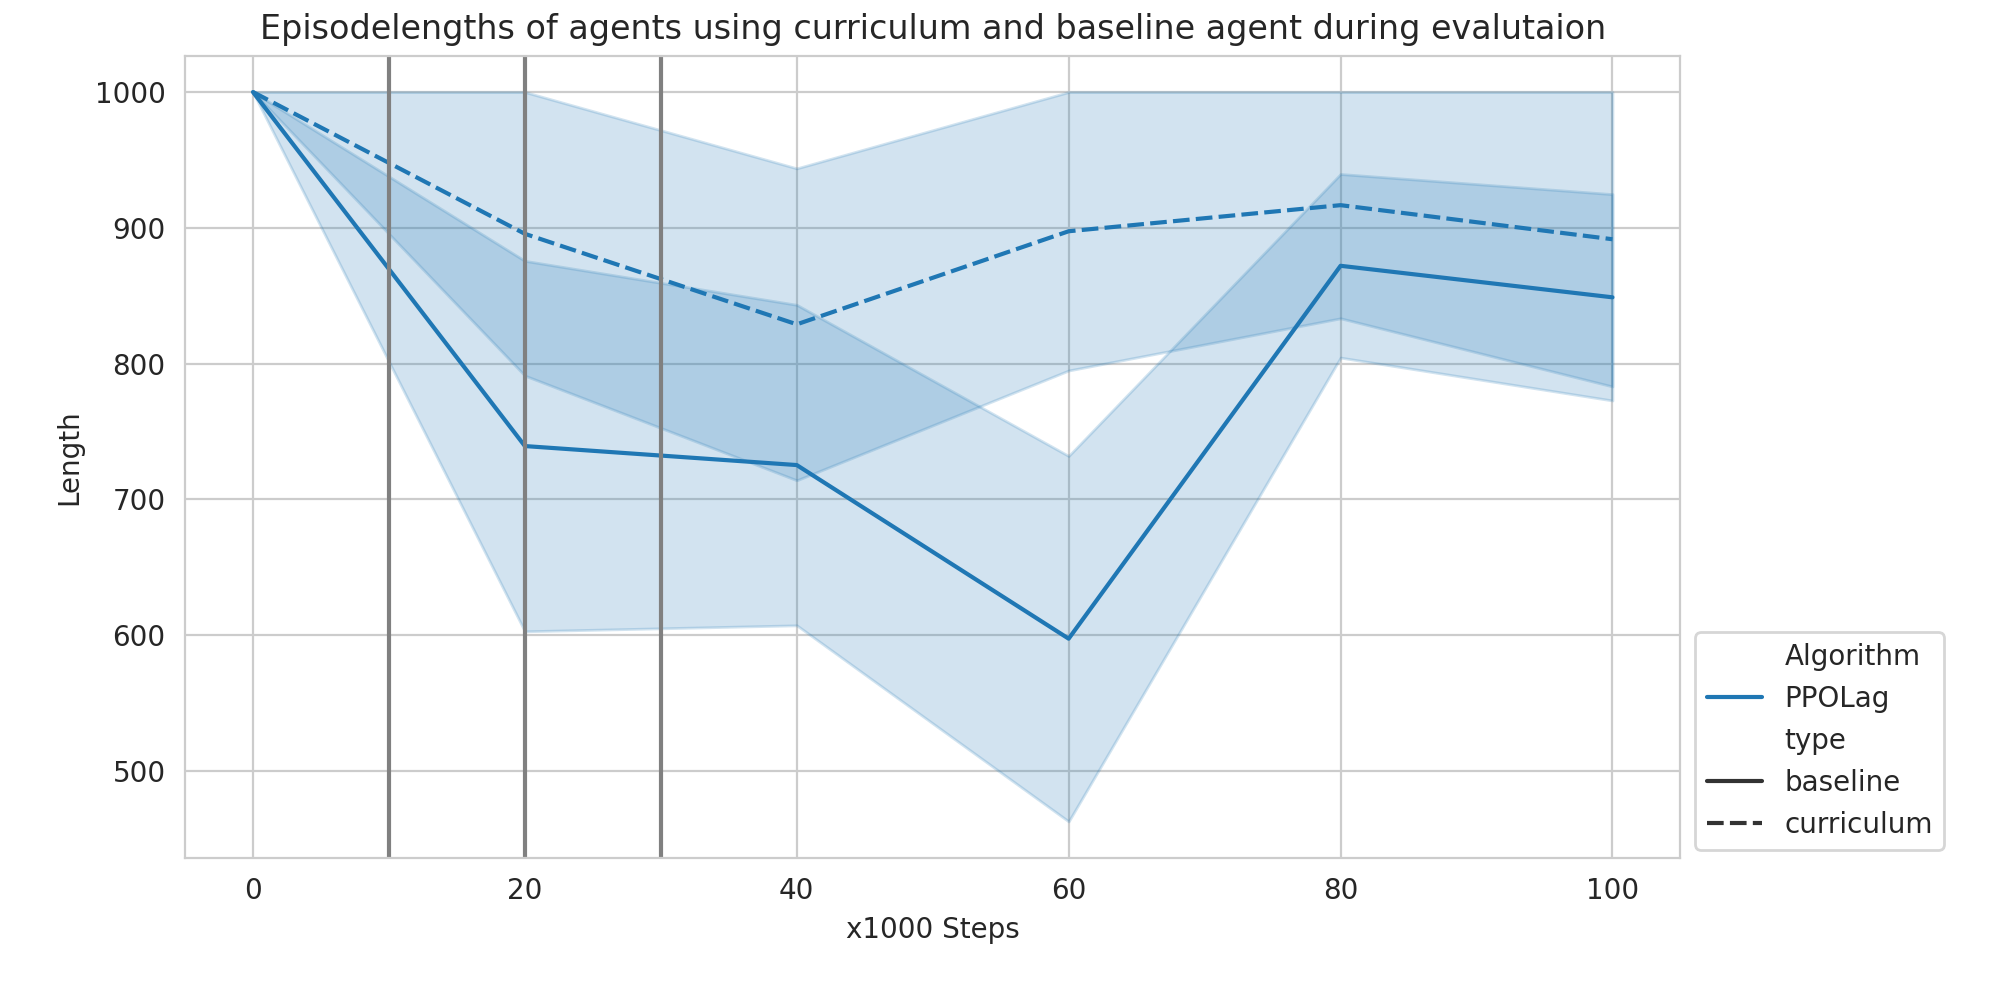 Episodelengths of agents using curriculum and baseline agent during evalutaion
1000
900
800
700
600
500
Length
0 20 40 60 80 100
x1000 Steps
Algorithm
PPOLag
type
baseline
curriculum